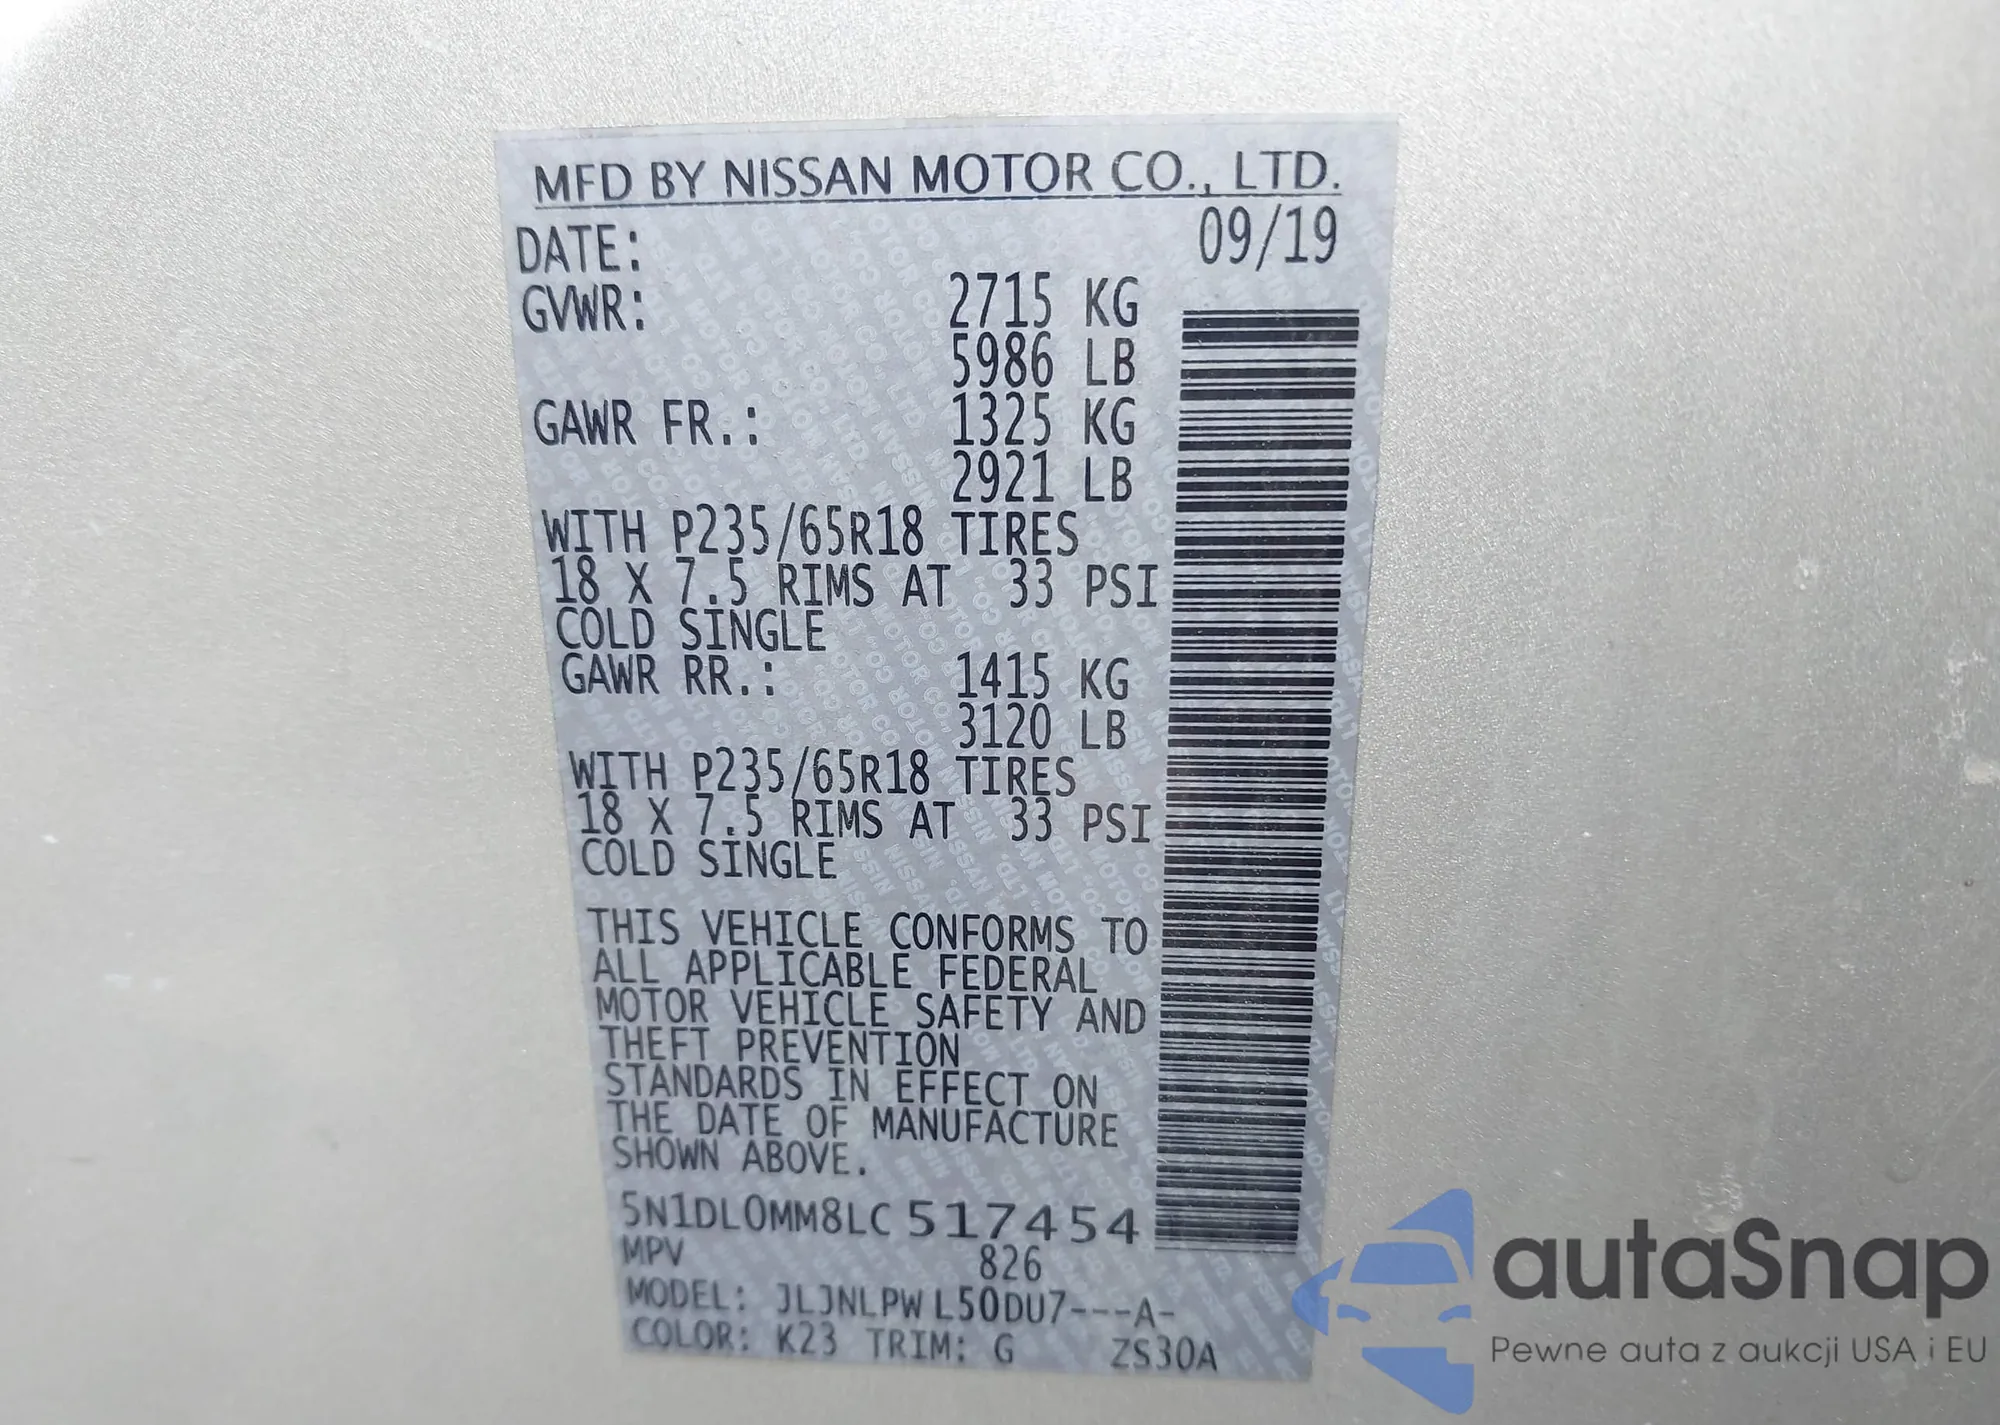 MFD BY NISSAN MOTOR CO., LTD.
DATE: 09/19
GVWR: 2715 KG
5986 LB
GAWR FR.: 1325 KG
2921 LB
WITH P235/65R18 TIRES
18 X 7.5 RIMS AT 33 PSI
COLD SINGLE
GAWR RR.: 1415 KG
3120 LB
WITH P235/65R18 TIRES
18 X 7.5 RIMS AT 33 PSI
COLD SINGLE
THIS VEHICLE CONFORMS TO
ALL APPLICABLE FEDERAL
MOTOR VEHICLE SAFETY AND
THEFT PREVENTION
STANDARDS IN EFFECT ON
THE DATE OF MANUFACTURE
SHOWN ABOVE.
5N1DL0MM8LC 517454
MPV 826
MODEL: JLJNLPW L50DU7---A-
COLOR: K23 TRIM: G ZS30A
autaSnap
Pewne auta z aukcji USA i EU